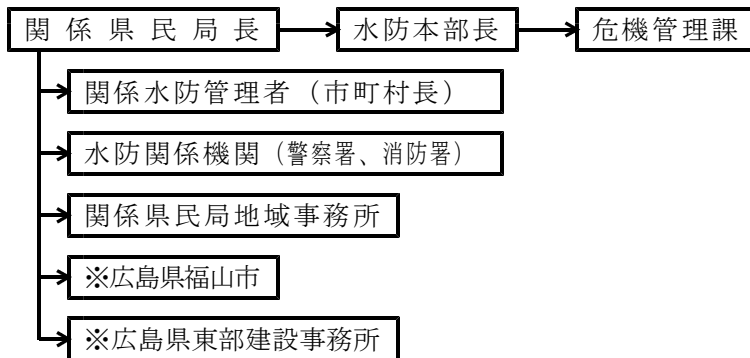 関係県民局長 水防本部長 危機管理課
関係水防管理者（市町村長）
水防関係機関（警察署、消防署）
関係県民局地域事務所
※広島県福山市
※広島県東部建設事務所